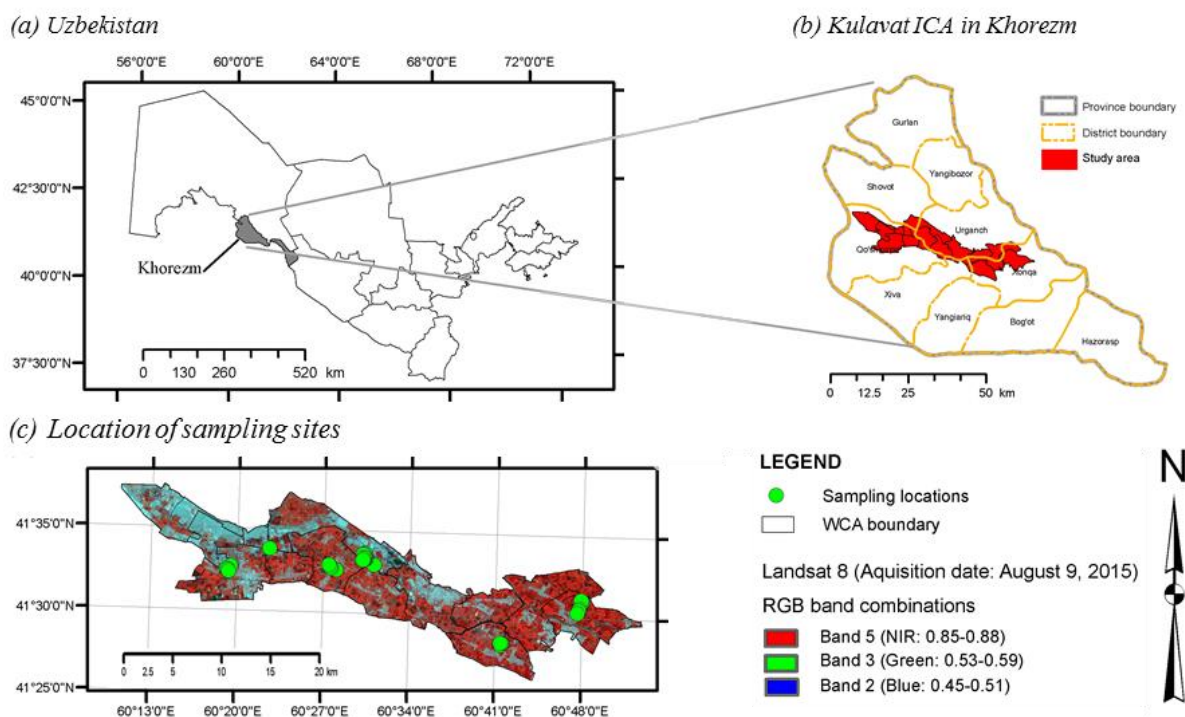 (a) Uzbekistan
56°0'0"E 60°0'0"E 64°0'0"E 68°0'0"E 72°0'0"E
45°0'0"N
42°30'0"N
40°0'0"N
37°30'0"N
Khorezm
0 130 260 520 km
(b) Kulavat ICA in Khorezm
Province boundary
District boundary
Study area
Gurlan
Yangibozor
Shovot
Urganch
Xonqa
Xiva
Yangiariq
Bog'ot
Hazorasp
0 12.5 25 50 km
(c) Location of sampling sites
41°35'0"N
41°30'0"N
41°25'0"N
0 2.5 5 10 15 20 km
60°13'0"E 60°20'0"E 60°27'0"E 60°34'0"E 60°41'0"E 60°48'0"E
LEGEND
Sampling locations
WCA boundary
Landsat 8 (Aquisition date: August 9, 2015)
RGB band combinations
Band 5 (NIR: 0.85-0.88)
Band 3 (Green: 0.53-0.59)
Band 2 (Blue: 0.45-0.51)
N